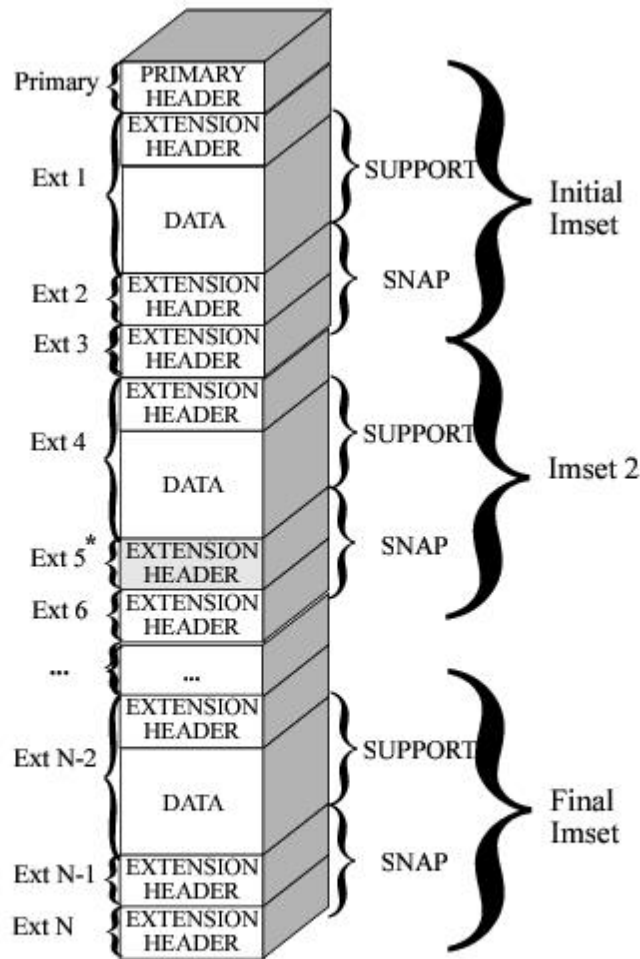 Primary
PRIMARY
HEADER
Ext 1
EXTENSION
HEADER
DATA
SUPPORT
Initial
Imset
Ext 2
EXTENSION
HEADER
SNAP
Ext 3
EXTENSION
HEADER
Ext 4
EXTENSION
HEADER
DATA
SUPPORT
Imset 2
Ext 5*
EXTENSION
HEADER
SNAP
Ext 6
EXTENSION
HEADER
...
...
Ext N-2
EXTENSION
HEADER
DATA
SUPPORT
Final
Imset
Ext N-1
EXTENSION
HEADER
SNAP
Ext N
EXTENSION
HEADER